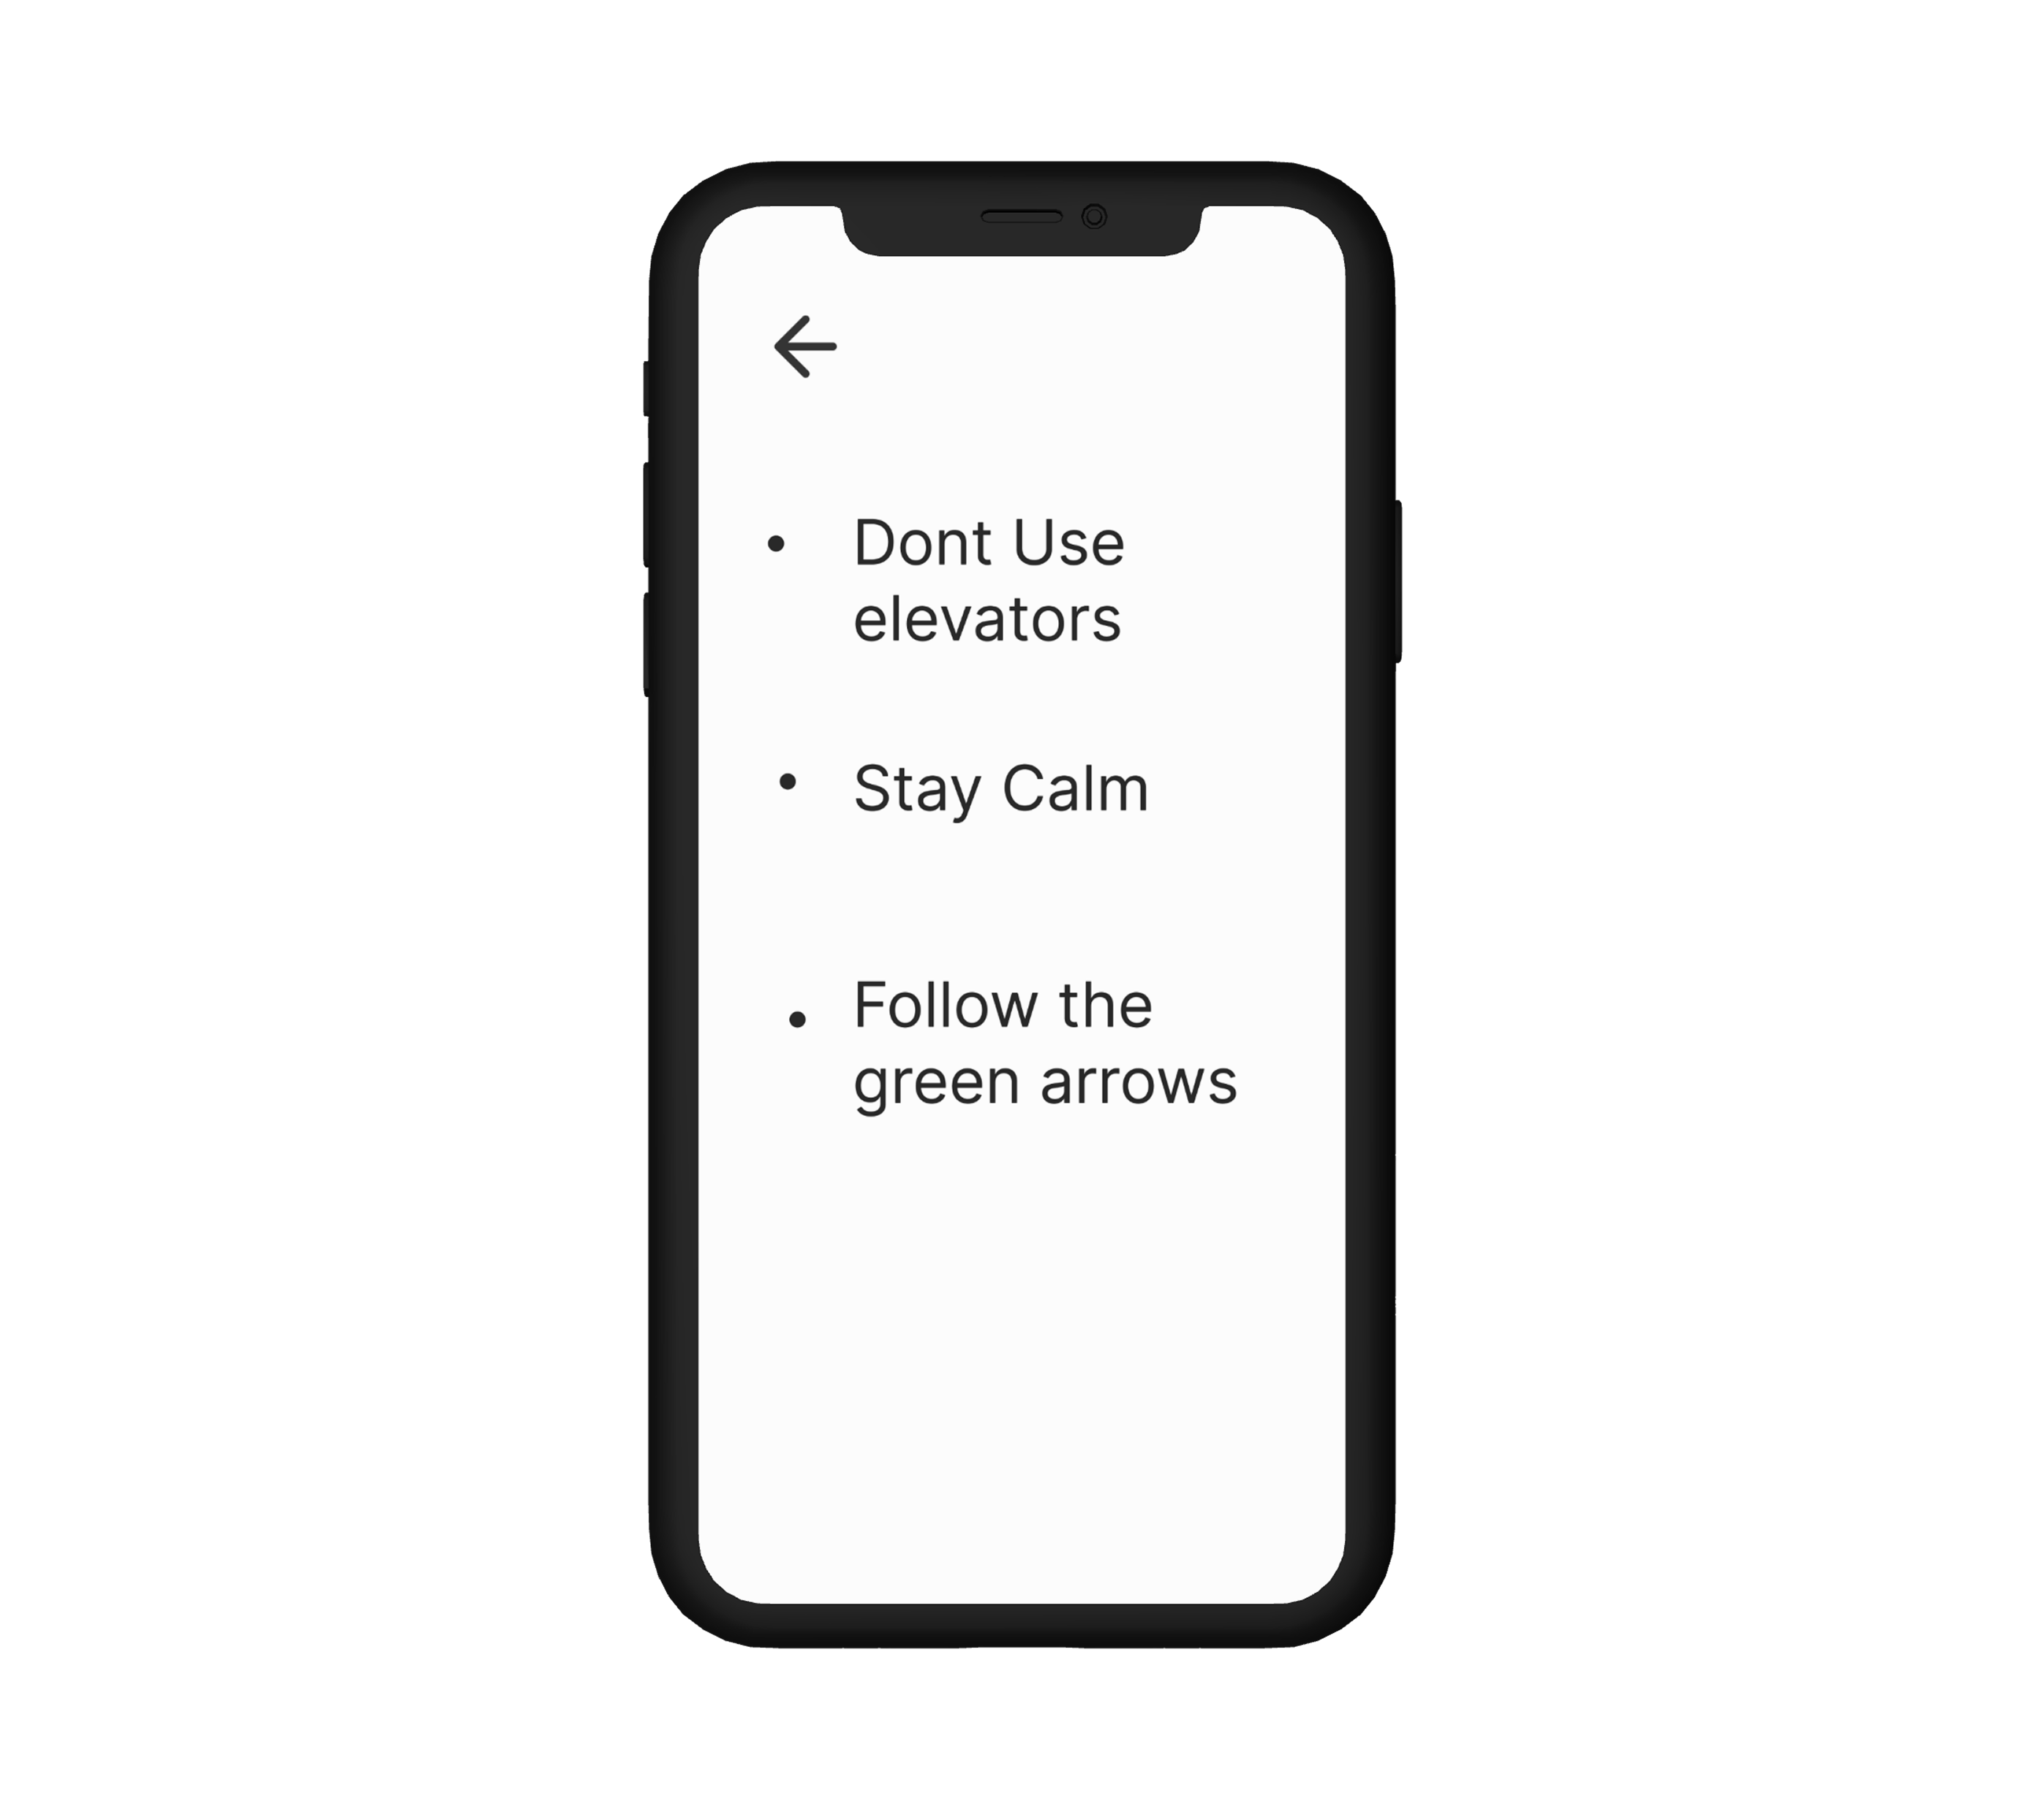 • Dont Use
elevators
• Stay Calm
• Follow the
green arrows